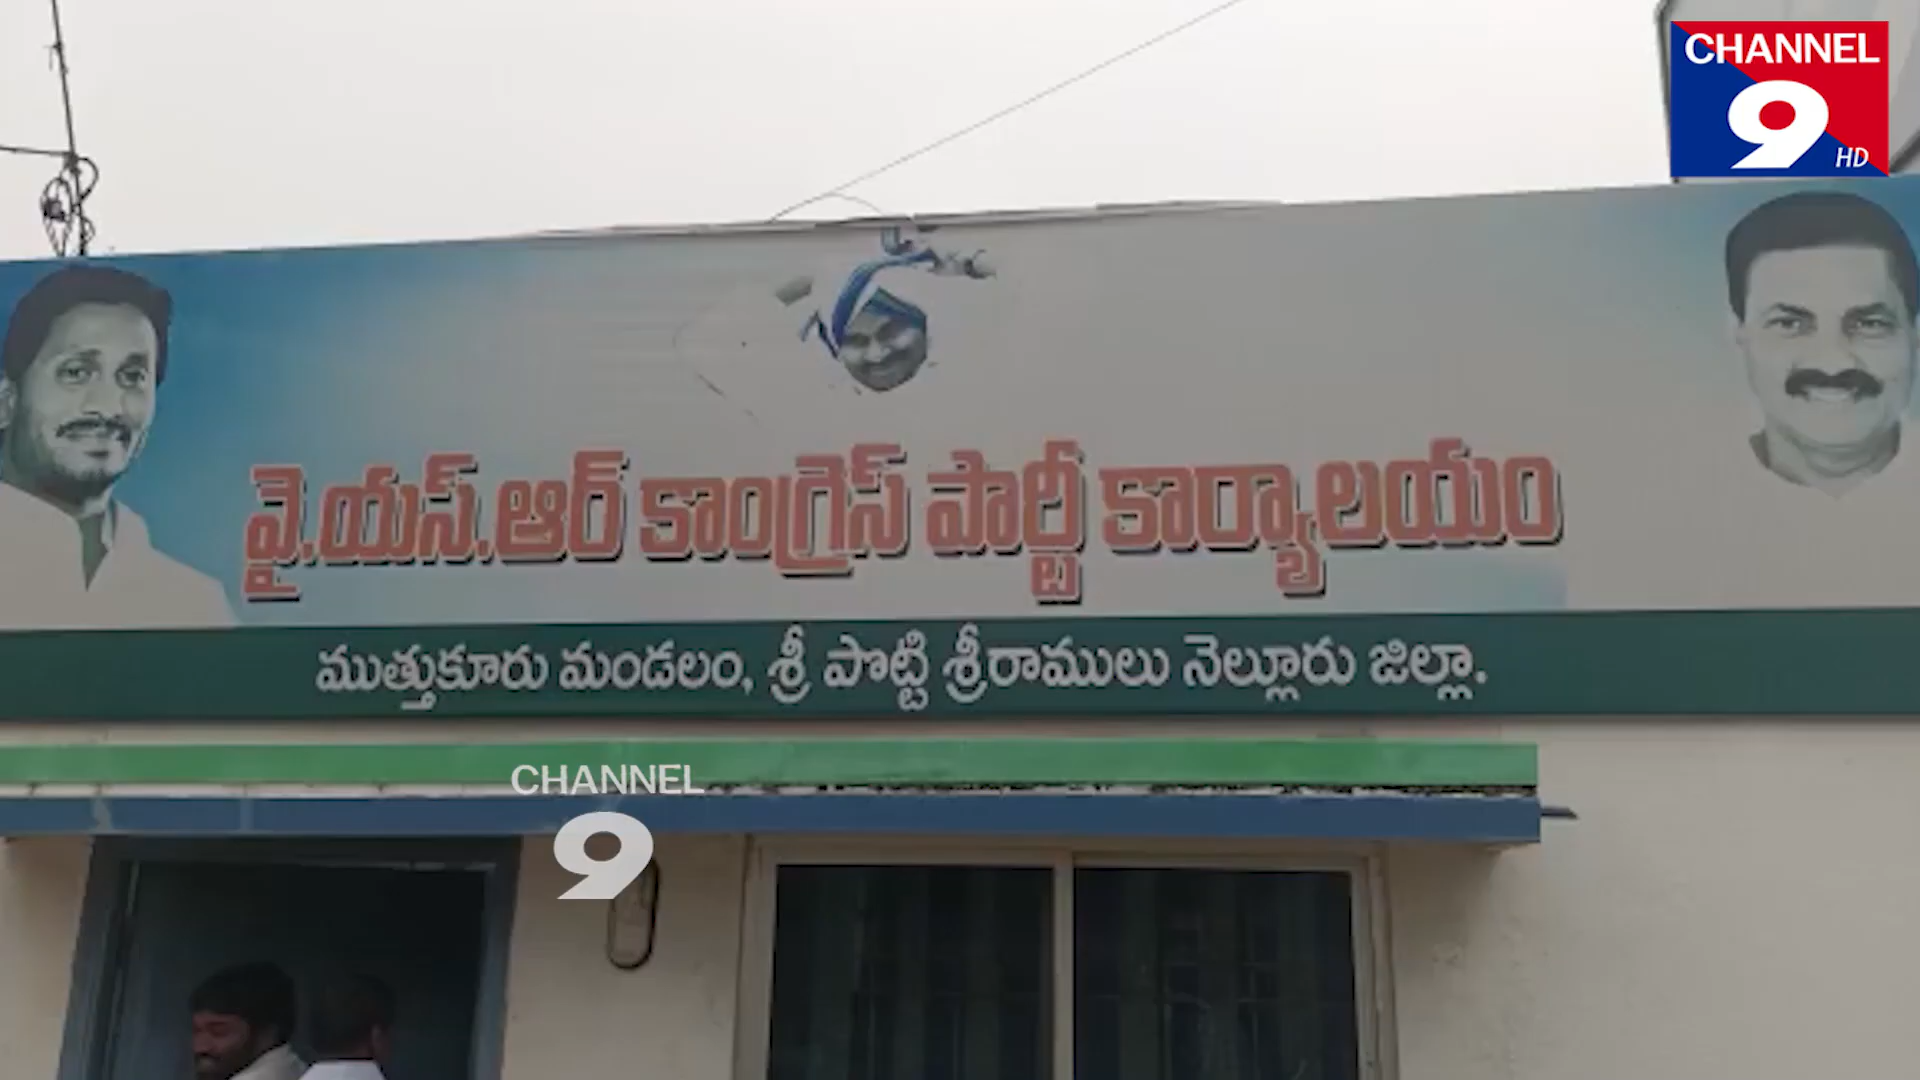 CHANNEL
9
HD
వై.యస్.ఆర్ కాంగ్రెస్ పార్టీ కార్యాలయం
ముత్తుకూరు మండలం, శ్రీ పొట్టి శ్రీరాములు నెల్లూరు జిల్లా.
CHANNEL
9